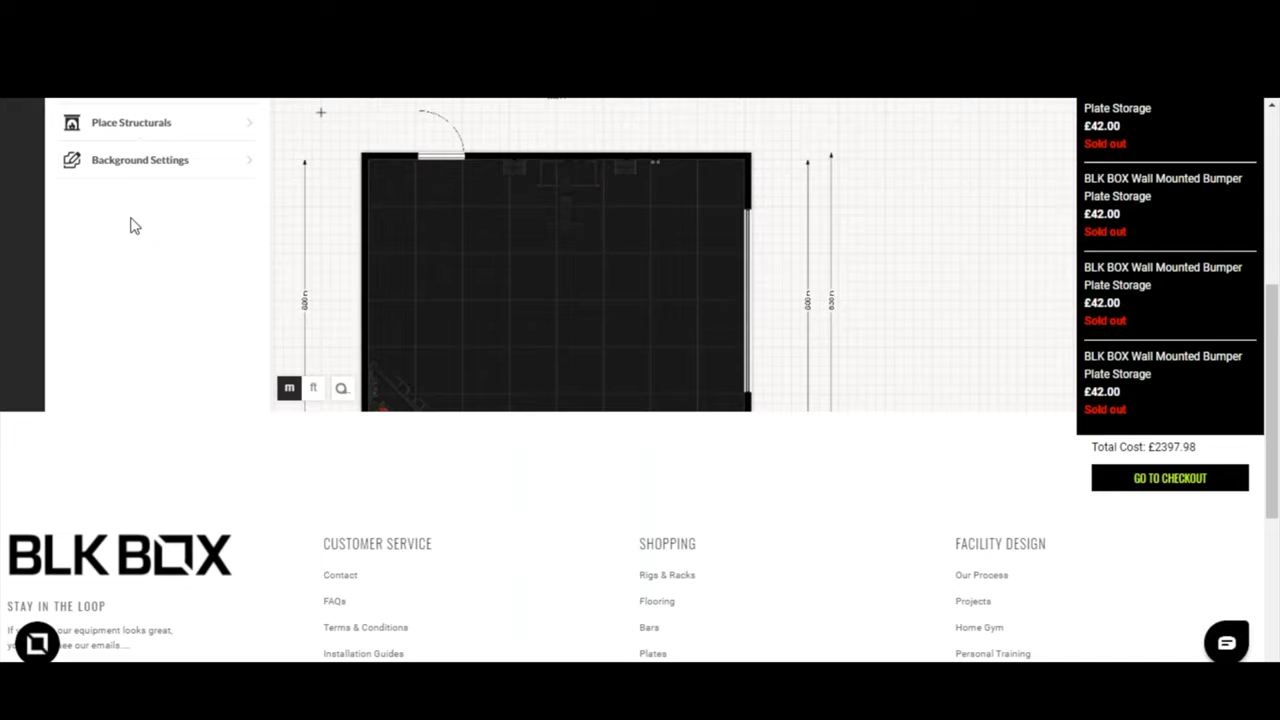 Place Structurals
Background Settings
m
ft
Plate Storage
£42.00
Sold out
BLK BOX Wall Mounted Bumper
Plate Storage
£42.00
Sold out
BLK BOX Wall Mounted Bumper
Plate Storage
£42.00
Sold out
BLK BOX Wall Mounted Bumper
Plate Storage
£42.00
Sold out
Total Cost: £2397.98
GO TO CHECKOUT
BLK BOX
STAY IN THE LOOP
If our equipment looks great,
see our emails....
CUSTOMER SERVICE
Contact
FAQs
Terms & Conditions
Installation Guides
SHOPPING
Rigs & Racks
Flooring
Bars
Plates
FACILITY DESIGN
Our Process
Projects
Home Gym
Personal Training